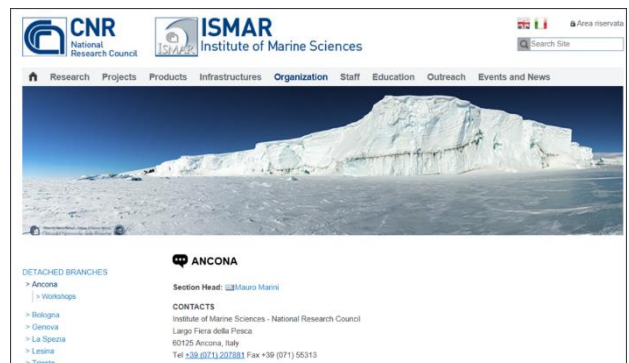 CNR
National
Research Council
ISMAR
ISMAR
Institute of Marine Sciences
Area riservata
Search Site
Research Projects Products Infrastructures Organization Staff Education Outreach Events and News
DETACHED BRANCHES
> Ancona
> Workshops
> Bologna
> Genova
> La Spezia
> Lesina
> Trieste
ANCONA
Section Head: Mauro Marini
CONTACTS
Institute of Marine Sciences - National Research Council
Largo Fiera della Pesca
60125 Ancona, Italy
Tel +39 (071) 207881 Fax +39 (071) 55313